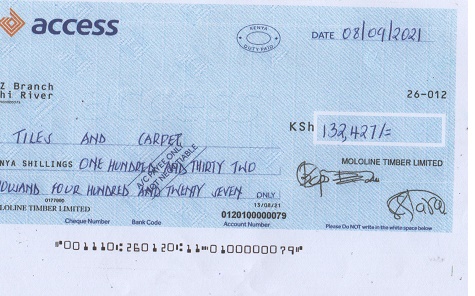 access
KENYA
DUTY PAID
DATE 08/09/2021
Z Branch
hi River
26-012
TILES AND CARPET
KSh 132,427/=
NYA SHILLINGS ONE HUNDRED AND THIRTY TWO
A/C PAYEE ONLY
NOT NEGOTIABLE
MOLOLINE TIMBER LIMITED
OUSAND FOUR HUNDRED AND TWENTY SEVEN ONLY
0177980
LOLINE TIMBER LIMITED
13/08/21
0120100000079
Cheque Number Bank Code Account Number
Please Do NOT write in the white space below
"001110":260120:11"0100000079"